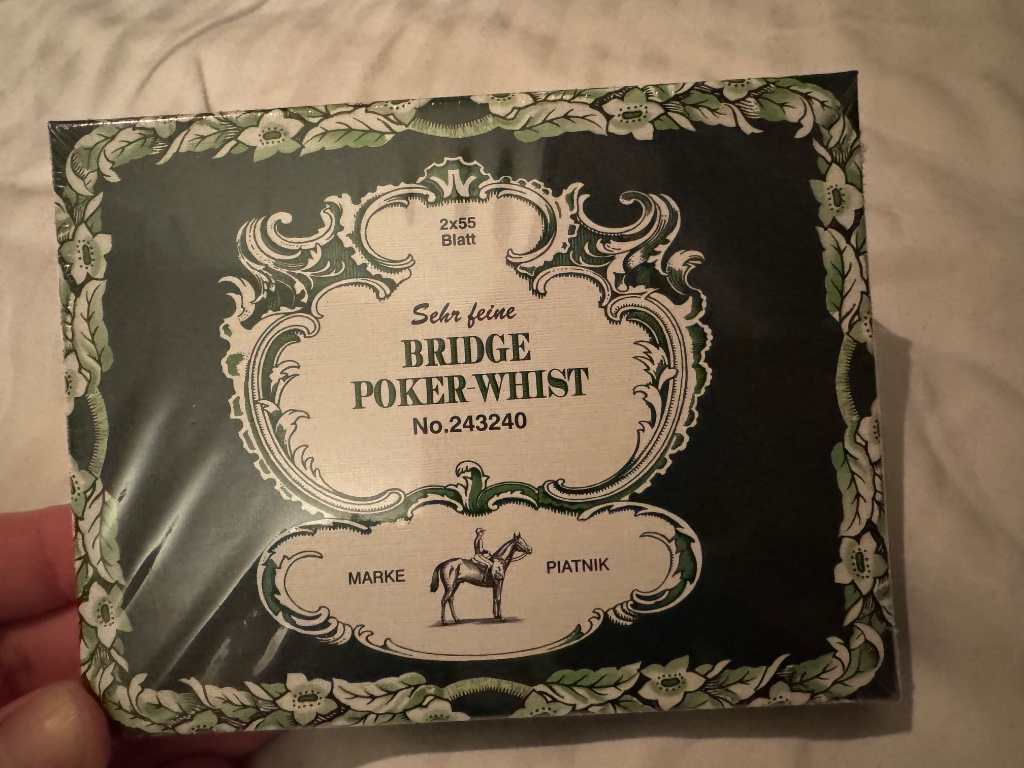 2x55
Blatt
Sehr feine
BRIDGE
POKER-WHIST
No.243240
MARKE PIATNIK